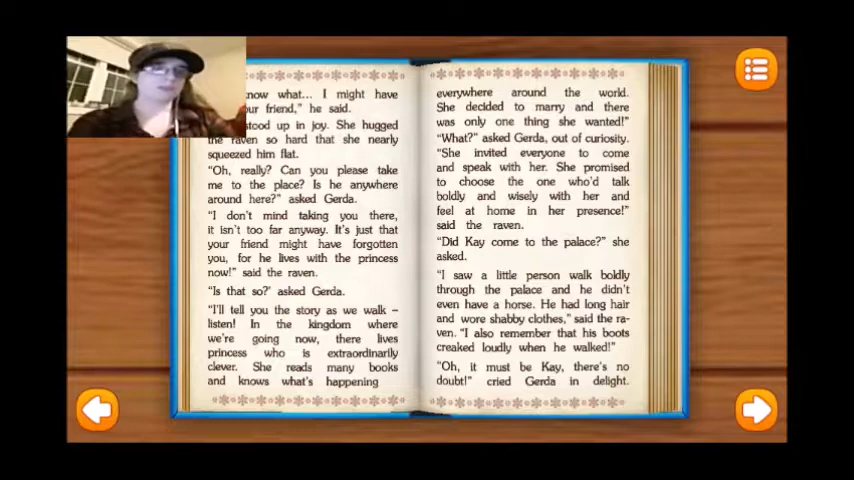 know what... I might have
ur friend," he said.
stood up in joy. She hugged
the raven so hard that she nearly
squeezed him flat.
"Oh, really? Can you please take
me to the place? Is he anywhere
around here?" asked Gerda.
"I don't mind taking you there,
it isn't too far anyway. It's just that
your friend might have forgotten
you, for he lives with the princess
now!" said the raven.
"Is that so?" asked Gerda.
"I'll tell you the story as we walk –
listen! In the kingdom where
we're going now, there lives
princess who is extraordinarily
clever. She reads many books
and knows what's happening
everywhere around the world.
She decided to marry and there
was only one thing she wanted!"
"What?" asked Gerda, out of curiosity.
"She invited everyone to come
and speak with her. She promised
to choose the one who'd talk
boldly and wisely with her and
feel at home in her presence!"
said the raven.
"Did Kay come to the palace?" she
asked.
"I saw a little person walk boldly
through the palace and he didn't
even have a horse. He had long hair
and wore shabby clothes," said the ra-
ven. "I also remember that his boots
creaked loudly when he walked!"
"Oh, it must be Kay, there's no
doubt!" cried Gerda in delight.